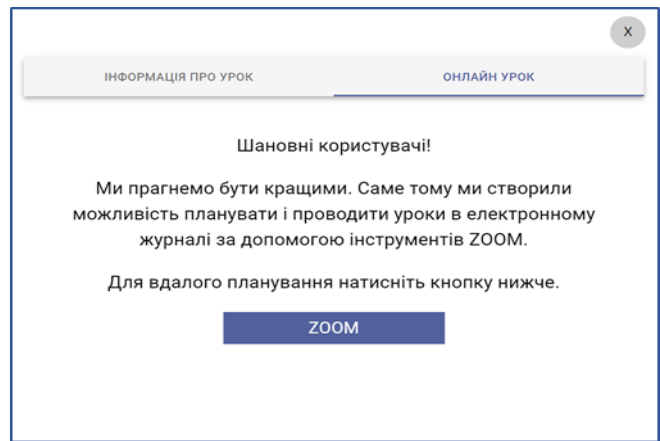 X
ІНФОРМАЦІЯ ПРО УРОК
ОНЛАЙН УРОК
Шановні користувачі!
Ми прагнемо бути кращими. Саме тому ми створили
можливість планувати і проводити уроки в електронному
журналі за допомогою інструментів ZOOM.
Для вдалого планування натисніть кнопку нижче.
ZOOM